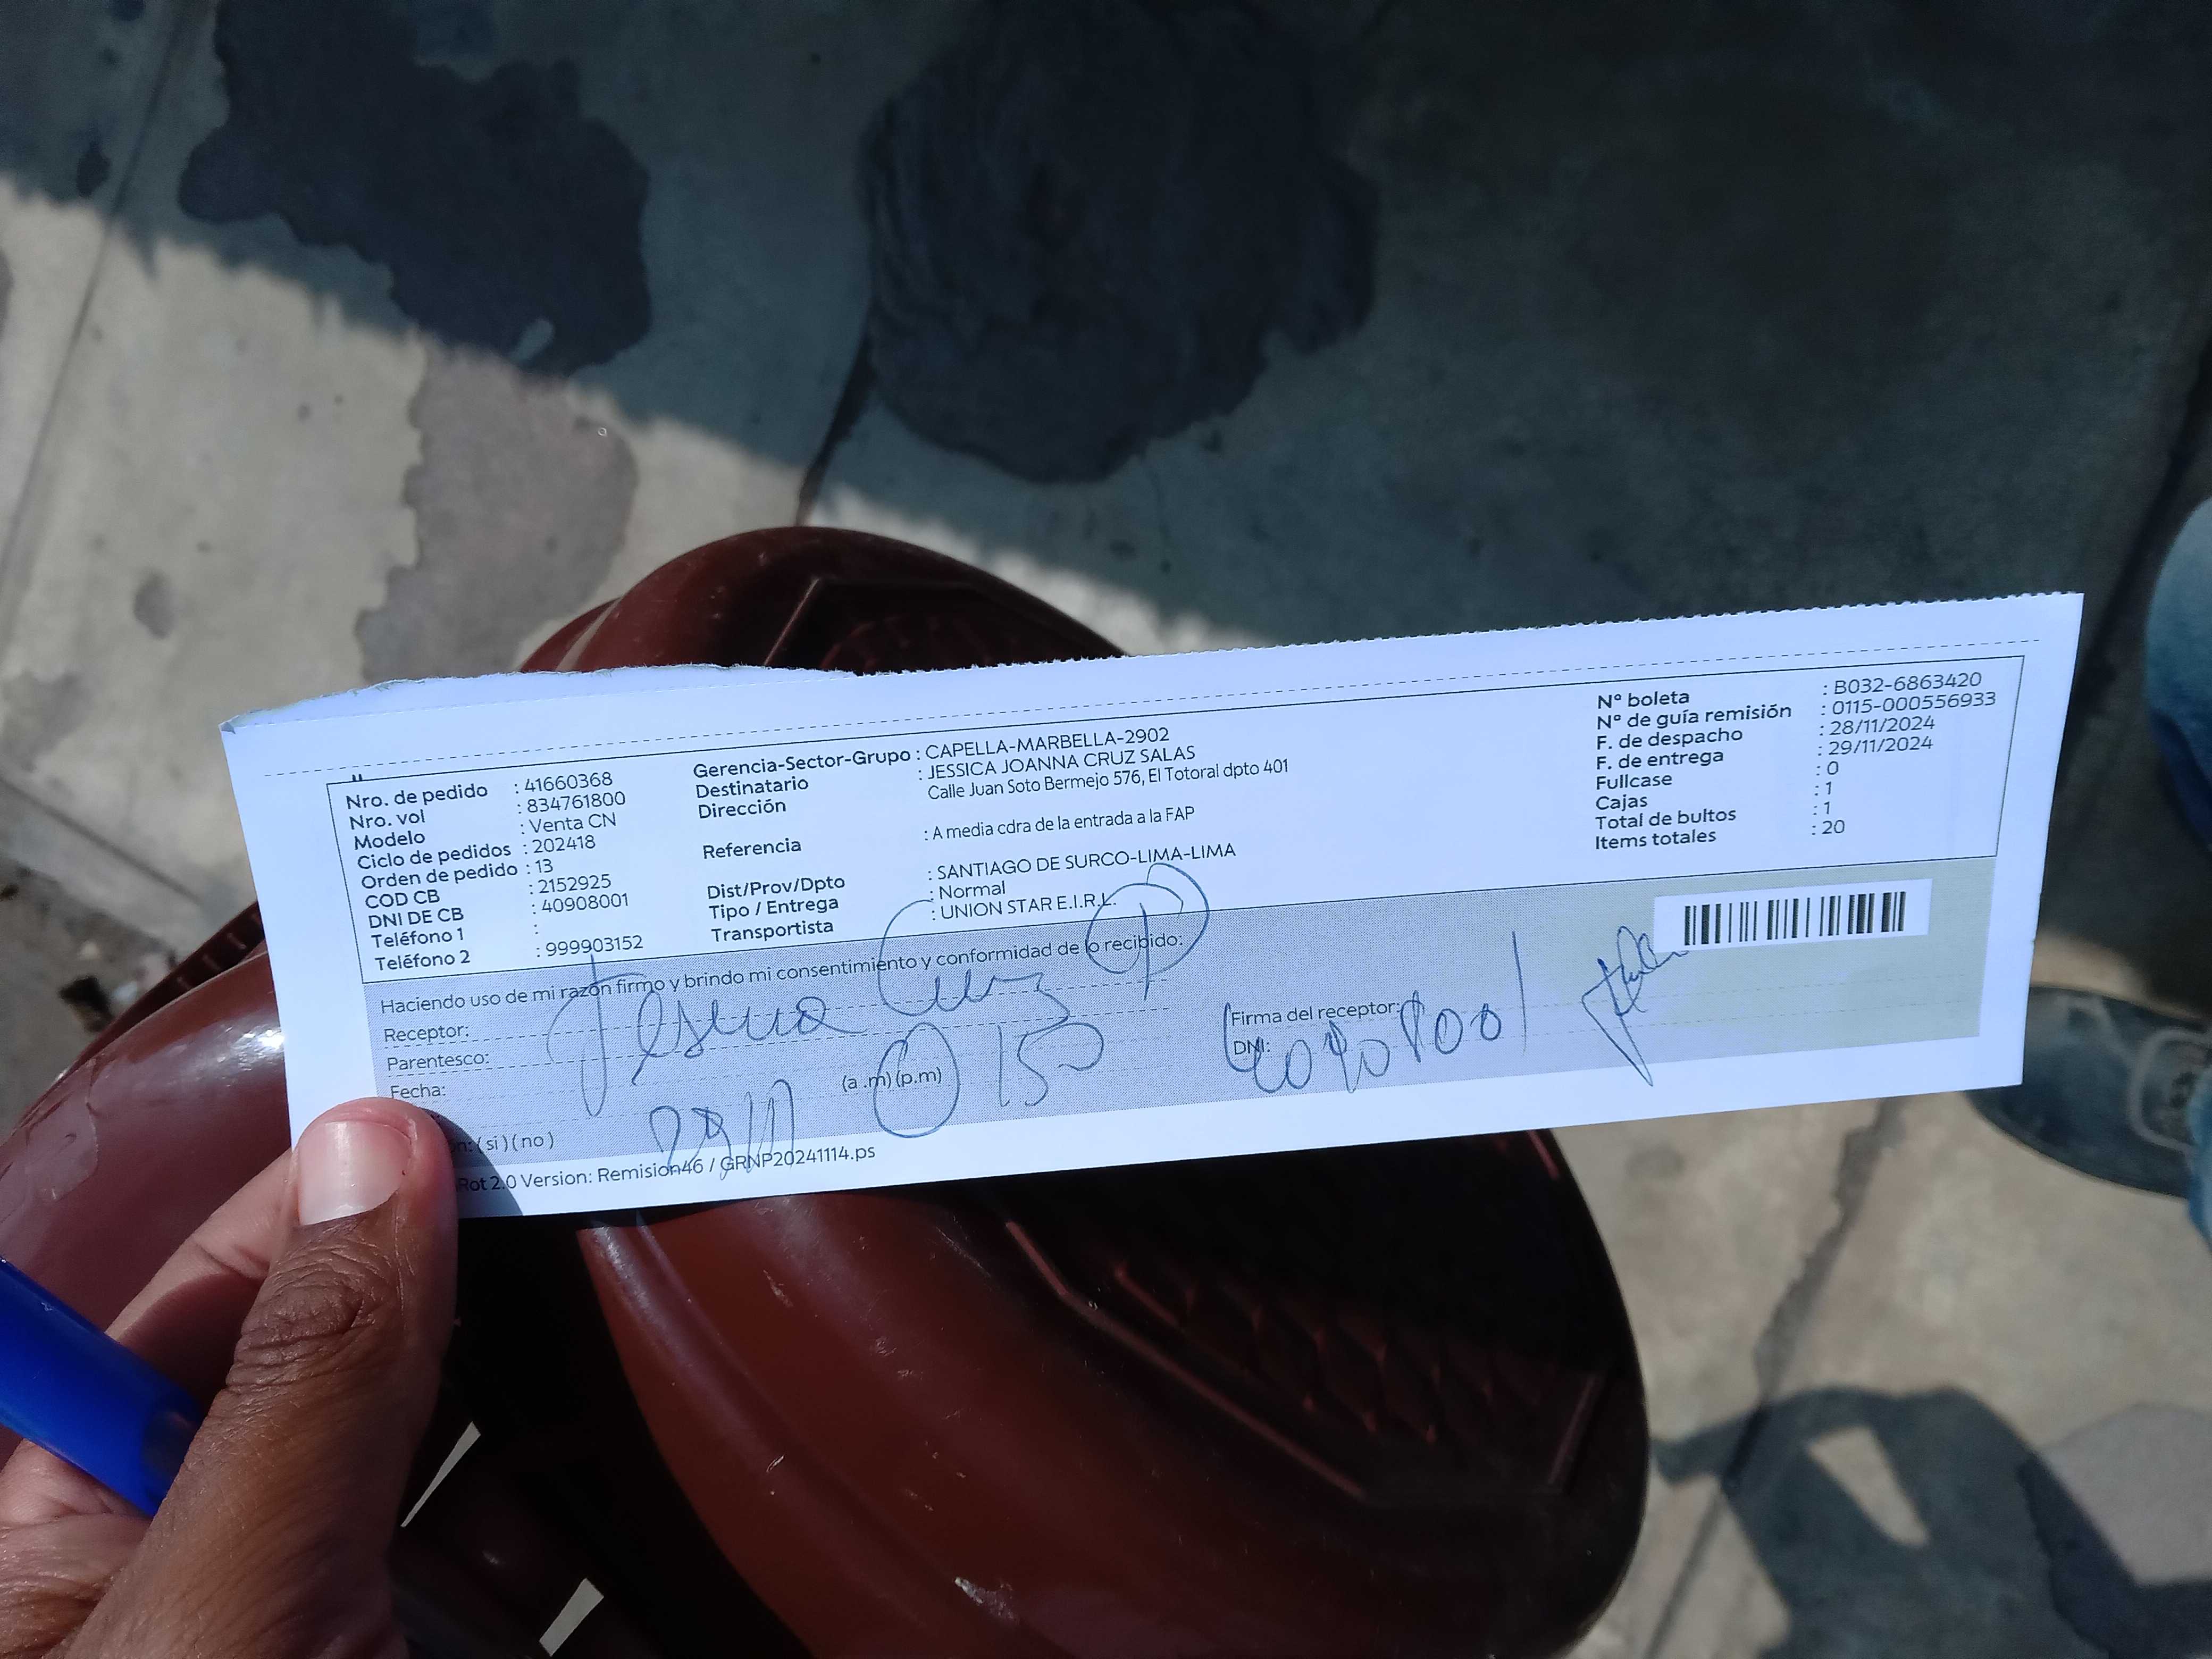 Nro. de pedido : 41660368
Nro. vol : 834761800
Modelo : Venta CN
Ciclo de pedidos : 202418
Orden de pedido : 13
COD CB : 2152925
DNI DE CB : 40908001
Teléfono 1 :
Teléfono 2 : 999903152
Gerencia-Sector-Grupo : CAPELLA-MARBELLA-2902
Destinatario : JESSICA JOANNA CRUZ SALAS
Dirección Calle Juan Soto Bermejo 576, El Totoral dpto 401
Referencia : A media cdra de la entrada a la FAP
Dist/Prov/Dpto : SANTIAGO DE SURCO-LIMA-LIMA
Tipo / Entrega : Normal
Transportista : UNION STAR E.I.R.L.
N° boleta : B032-6863420
N° de guía remisión : 0115-000556933
F. de despacho : 28/11/2024
F. de entrega : 29/11/2024
Fullcase : 0
Cajas : 1
Total de bultos : 1
Items totales : 20
Haciendo uso de mi razón firmo y brindo mi consentimiento y conformidad de lo recibido:
Receptor: Cruz
Parentesco:
Fecha: 29/11 (a .m) (p.m)
Firma del receptor:
DNI: 40908001
(si) (no)
Rot 2.0 Version: Remision46 / GRNP20241114.ps